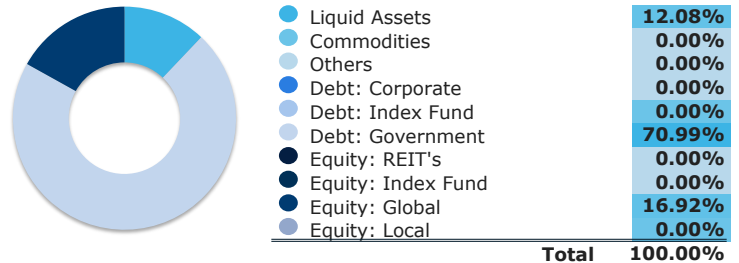 Liquid Assets 12.08%
Commodities 0.00%
Others 0.00%
Debt: Corporate 0.00%
Debt: Index Fund 0.00%
Debt: Government 70.99%
Equity: REIT's 0.00%
Equity: Index Fund 0.00%
Equity: Global 16.92%
Equity: Local 0.00%
Total 100.00%